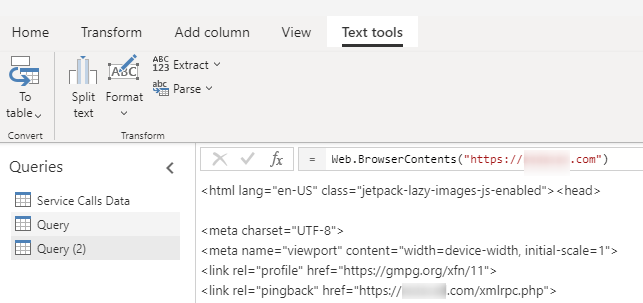 Home Transform Add column View Text tools
To table
Split text
ABC Format
ABC 123 Extract
abc Parse
Convert Transform
Queries
fx = Web.BrowserContents("https:// .com")
Service Calls Data
Query
Query (2)
<html lang="en-US" class="jetpack-lazy-images-js-enabled"><head>
<meta charset="UTF-8">
<meta name="viewport" content="width=device-width, initial-scale=1">
<link rel="profile" href="https://gmpg.org/xfn/11">
<link rel="pingback" href="https:// .com/xmlrpc.php">